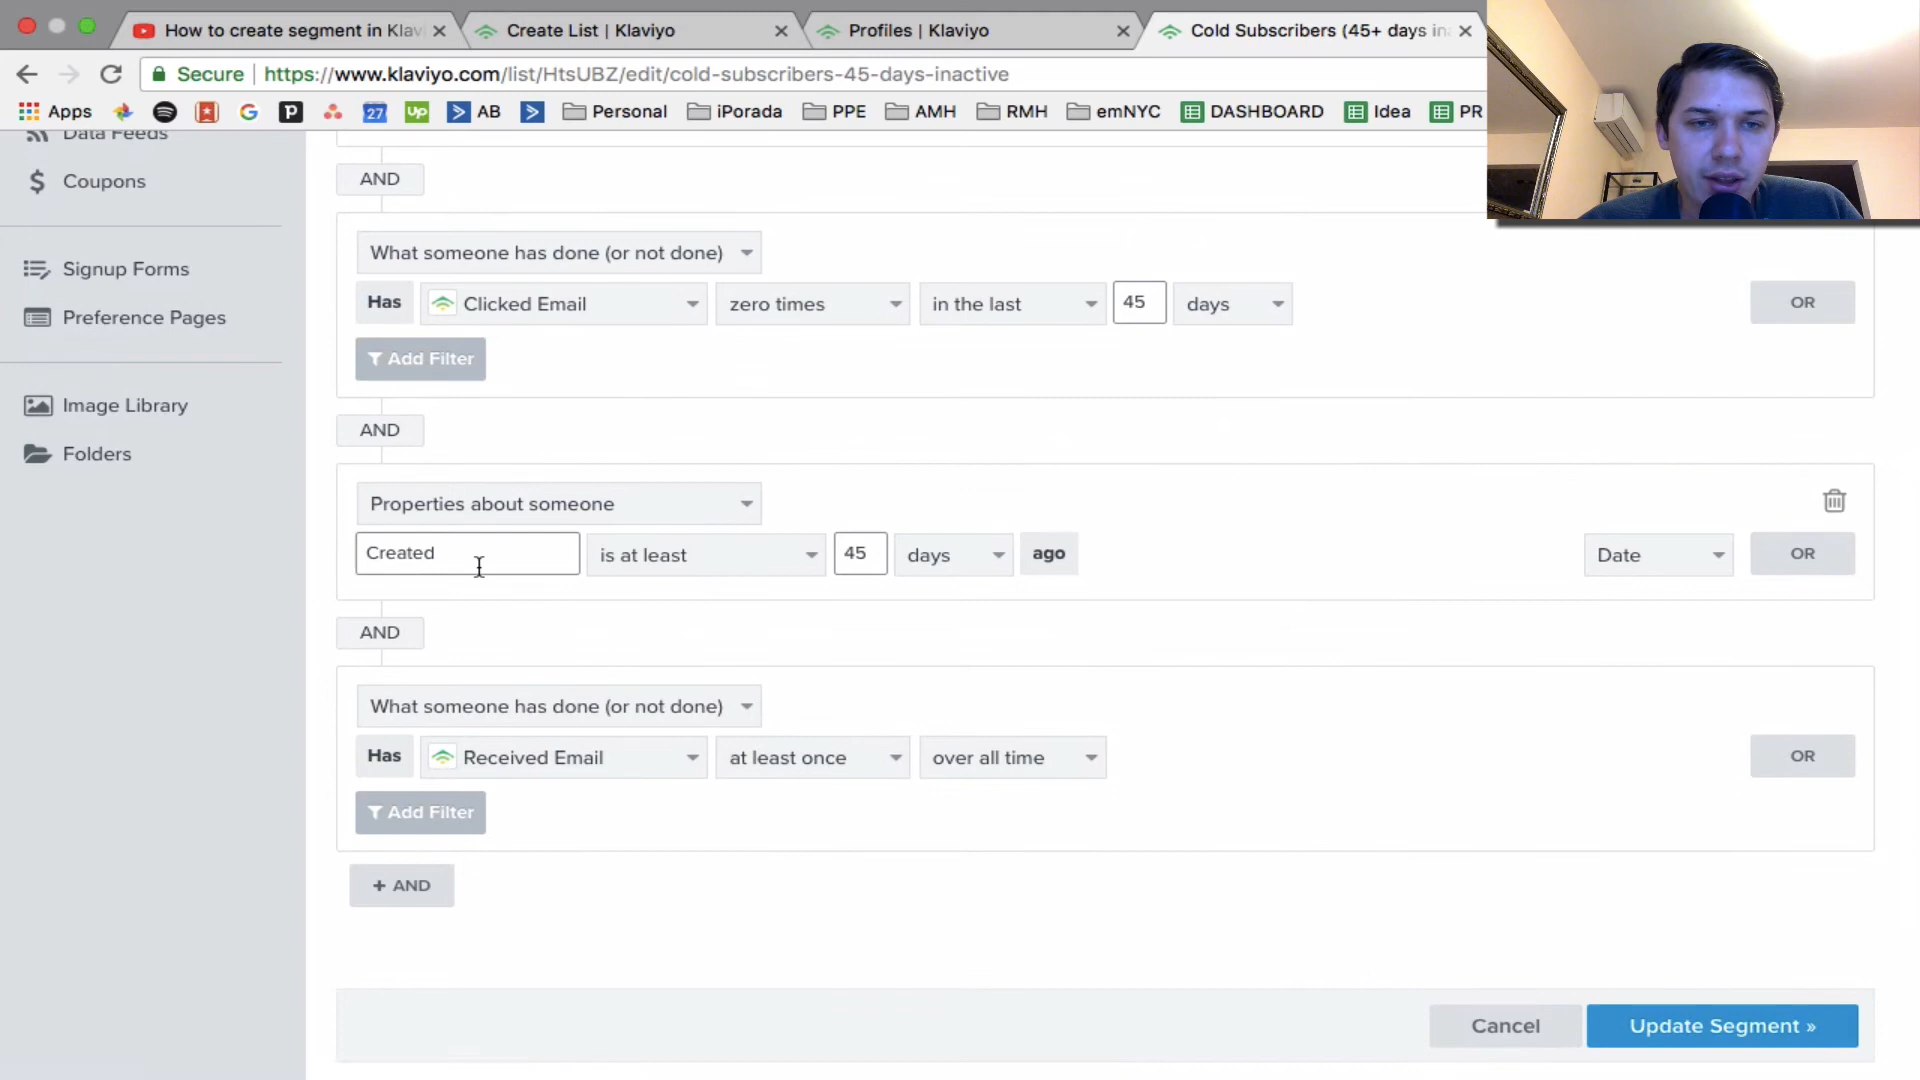 How to create segment in Klav
Create List | Klaviyo
Profiles | Klaviyo
Cold Subscribers (45+ days in
Secure
https://www.klaviyo.com/list/HtsUBZ/edit/cold-subscribers-45-days-inactive
Apps
G
P
27
Up
AB
Personal
iPorada
PPE
AMH
RMH
emNYC
DASHBOARD
Idea
PR
Data Feeds
Coupons
Signup Forms
Preference Pages
Image Library
Folders
AND
What someone has done (or not done)
Has Clicked Email zero times in the last 45 days OR
Add Filter
AND
Properties about someone
Created is at least 45 days ago Date OR
AND
What someone has done (or not done)
Has Received Email at least once over all time OR
Add Filter
+ AND
Cancel Update Segment »